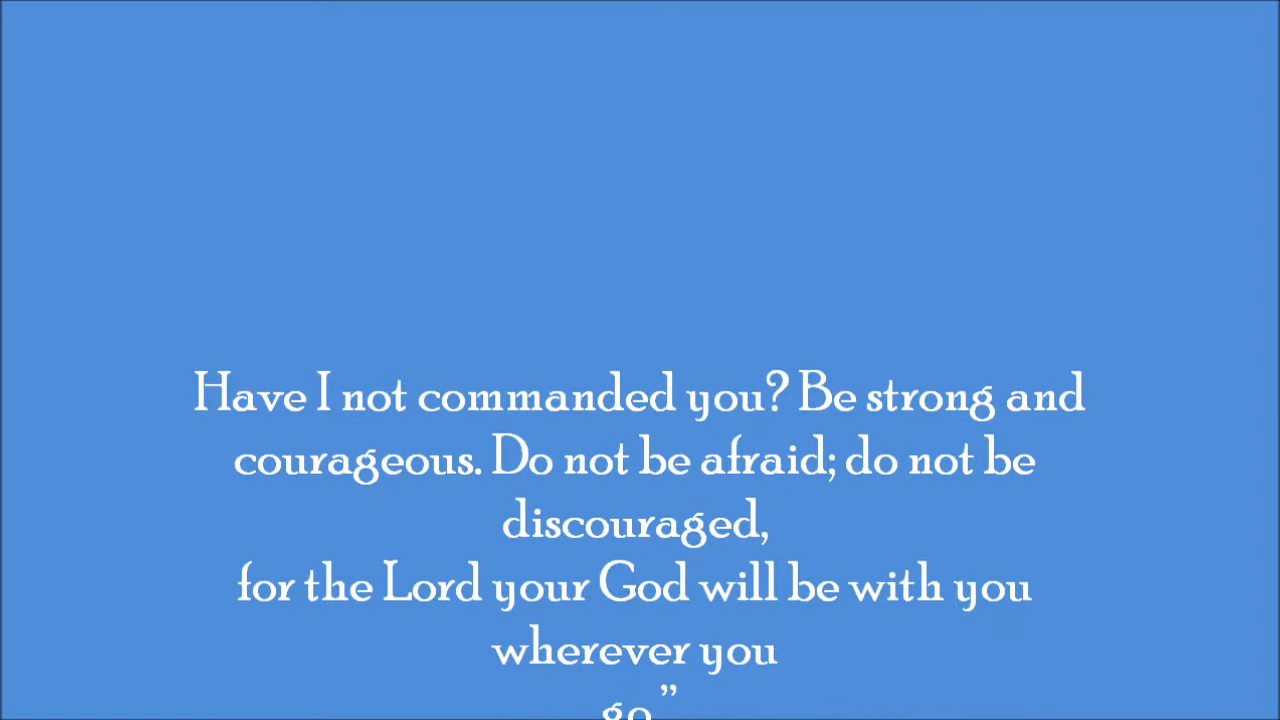 Have I not commanded you? Be strong and
courageous. Do not be afraid; do not be
discouraged,
for the Lord your God will be with you
wherever you
go.”